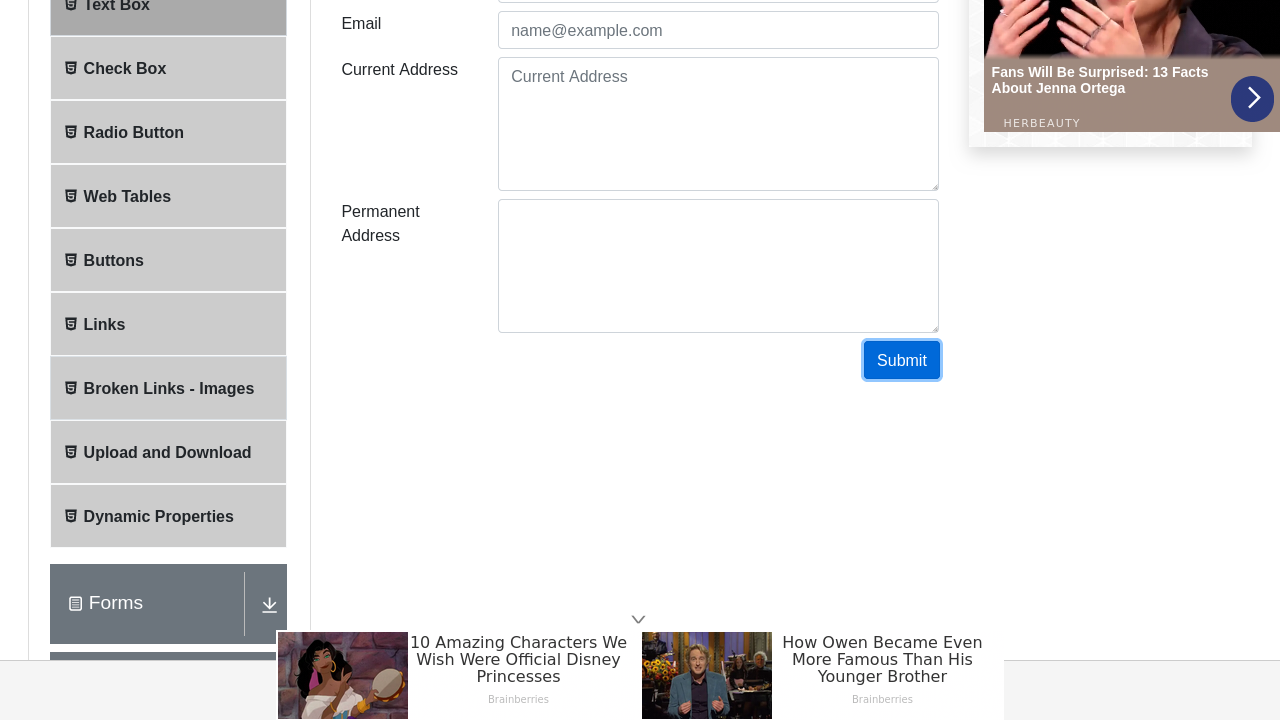 Text Box
Check Box
Radio Button
Web Tables
Buttons
Links
Broken Links - Images
Upload and Download
Dynamic Properties
Forms
Email
name@example.com
Current Address
Current Address
Permanent
Address
Submit
Fans Will Be Surprised: 13 Facts
About Jenna Ortega
HERBEAUTY
10 Amazing Characters We
Wish Were Official Disney
Princesses
Brainberries
How Owen Became Even
More Famous Than His
Younger Brother
Brainberries